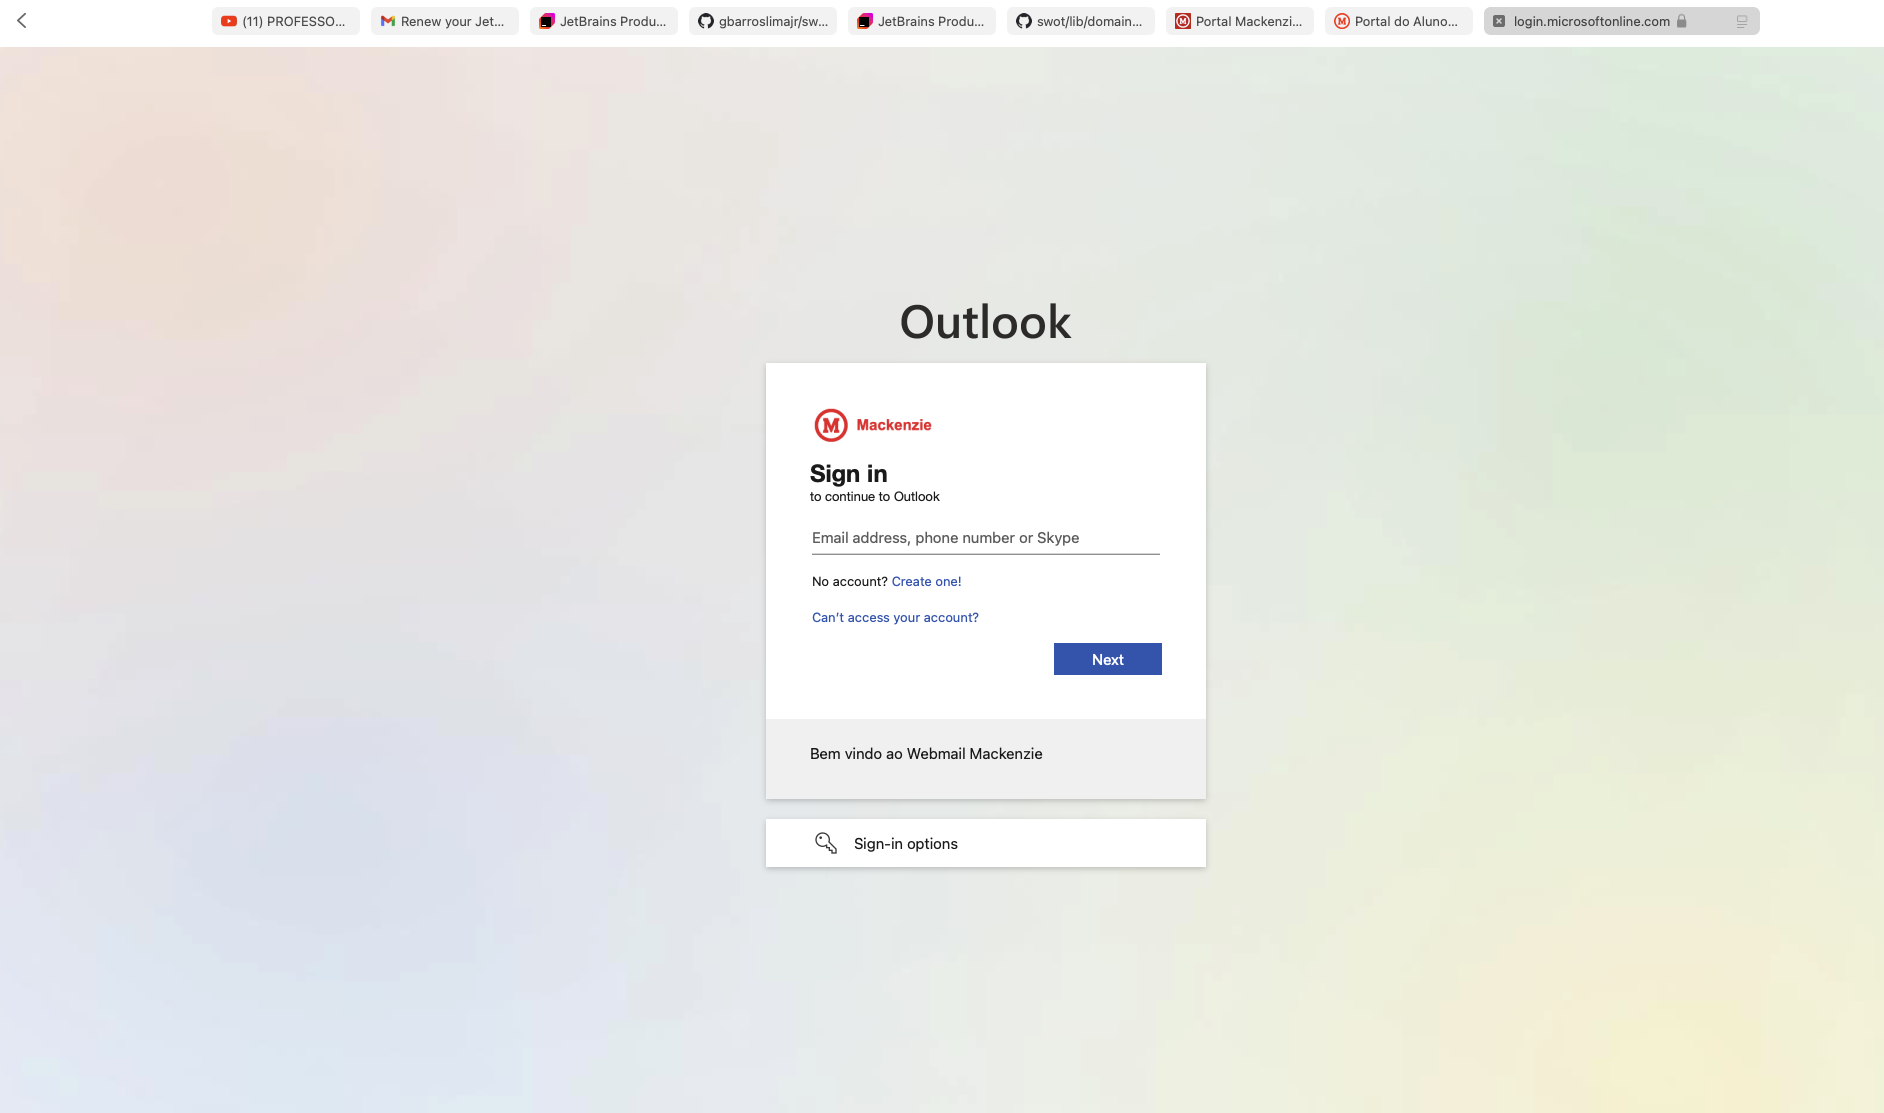 (11) PROFESSO...
Renew your Jet...
JetBrains Produ...
gbarroslimajr/sw...
JetBrains Produ...
swot/lib/domain...
Portal Mackenzi...
Portal do Aluno...
login.microsoftonline.com
Outlook
M Mackenzie
Sign in
to continue to Outlook
Email address, phone number or Skype
No account? Create one!
Can't access your account?
Next
Bem vindo ao Webmail Mackenzie
Sign-in options